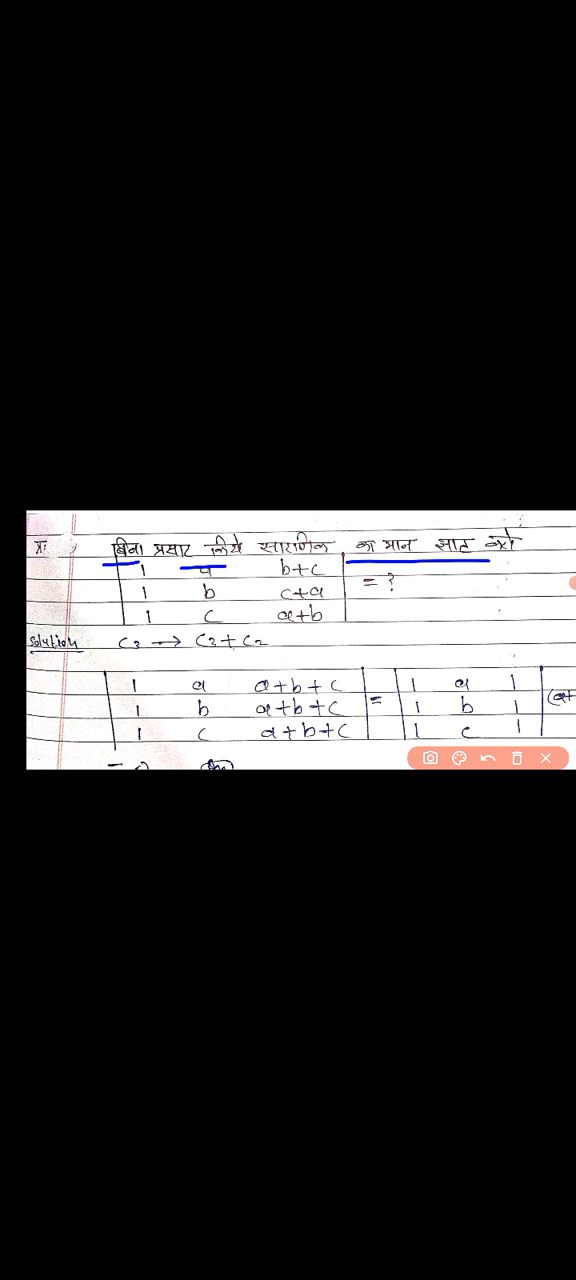 प्रः बिना प्रसार किये सारणिक का मान ज्ञात करो
| 1 a b+c |
| 1 b c+a | = ?
| 1 c a+b |
Solution C₃ → C₃ + C₂
| 1 a a+b+c | | 1 a 1 |
| 1 b a+b+c | = | 1 b 1 | (a+
| 1 c a+b+c | | 1 c 1 |
= 0